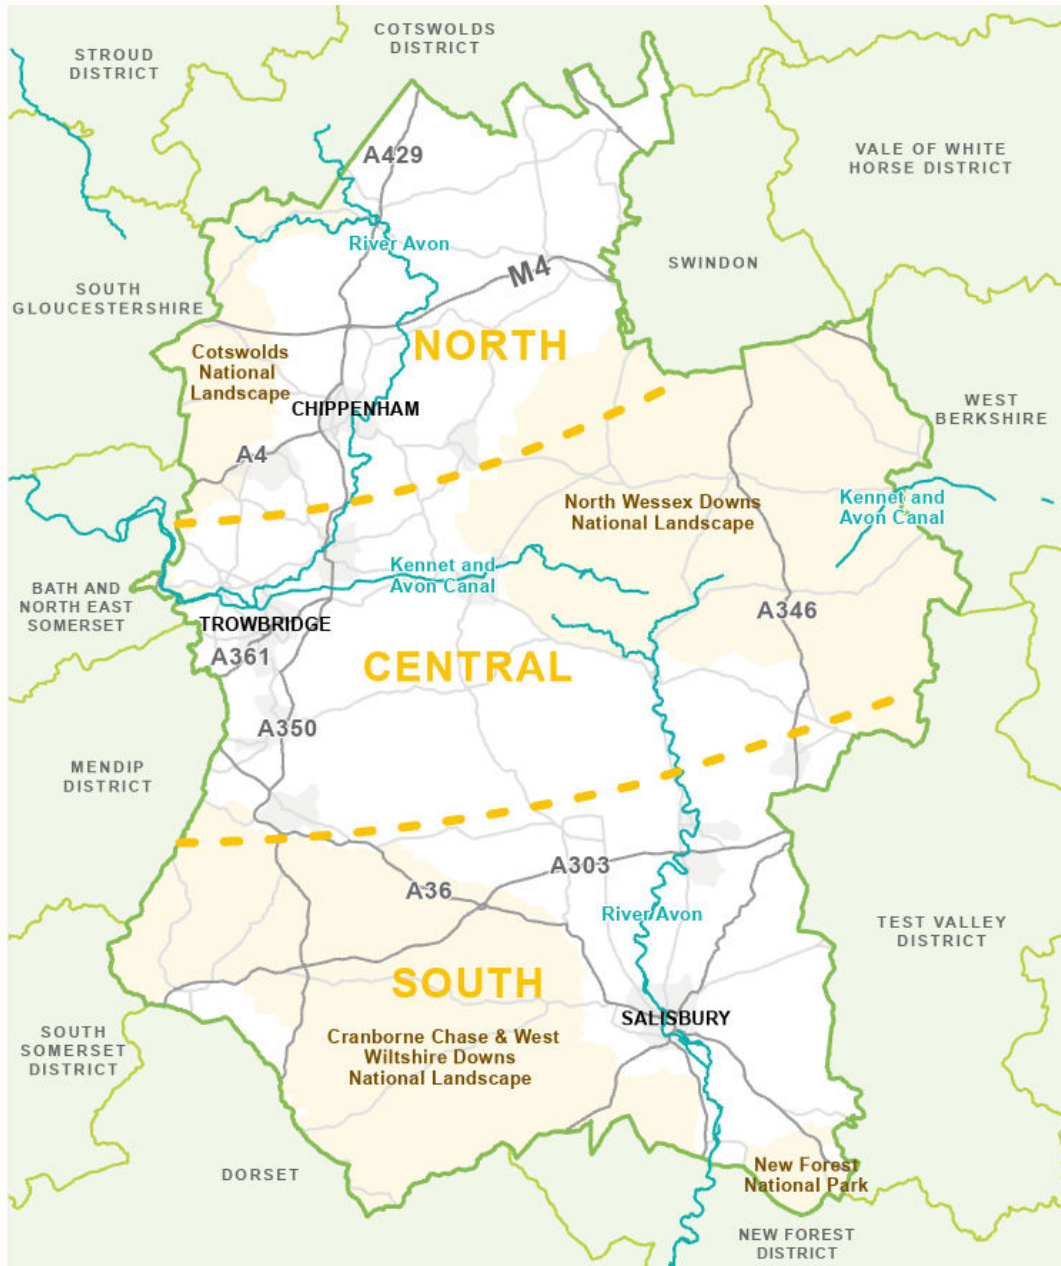 COTSWOLDS
DISTRICT
STROUD
DISTRICT
A429
VALE OF WHITE
HORSE DISTRICT
River Avon
M4
SWINDON
SOUTH
GLOUCESTERSHIRE
NORTH
Cotswolds
National
Landscape
CHIPPENHAM
WEST
BERKSHIRE
A4
North Wessex Downs
National Landscape
Kennet and
Avon Canal
Kennet and
Avon Canal
BATH AND
NORTH EAST
SOMERSET
TROWBRIDGE
A346
A361
CENTRAL
A350
MENDIP
DISTRICT
A303
A36
River Avon
TEST VALLEY
DISTRICT
SOUTH
SALISBURY
SOUTH
SOMERSET
DISTRICT
Cranborne Chase & West
Wiltshire Downs
National Landscape
DORSET
New Forest
National Park
NEW FOREST
DISTRICT